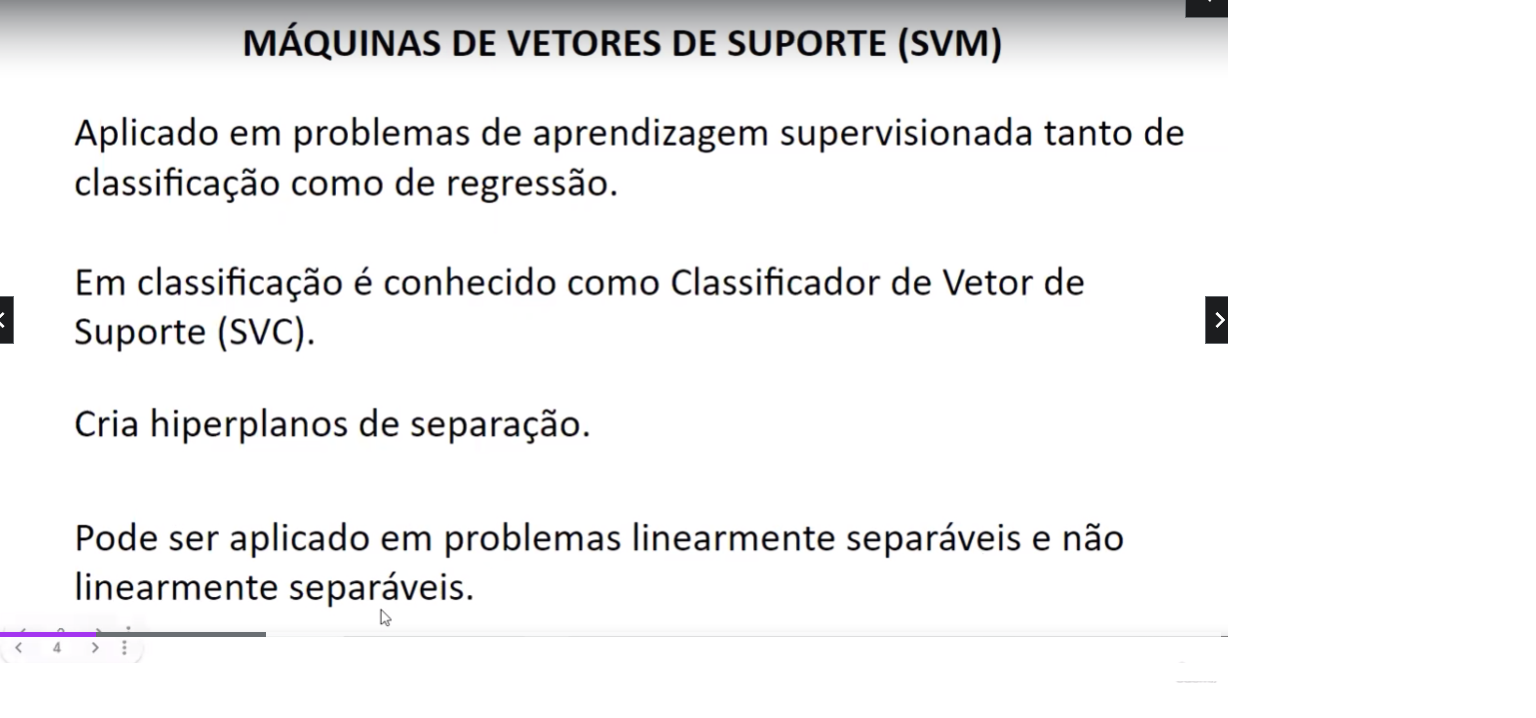 MÁQUINAS DE VETORES DE SUPORTE (SVM)
Aplicado em problemas de aprendizagem supervisionada tanto de
classificação como de regressão.
Em classificação é conhecido como Classificador de Vetor de
Suporte (SVC).
Cria hiperplanos de separação.
Pode ser aplicado em problemas linearmente separáveis e não
linearmente separáveis.
4